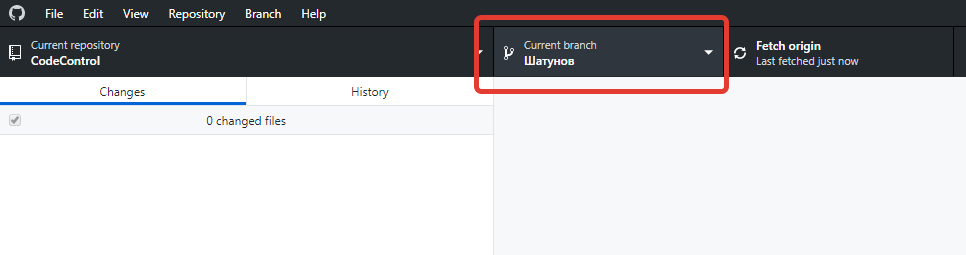 File Edit View Repository Branch Help
Current repository
CodeControl
Current branch
Шатунов
Fetch origin
Last fetched just now
Changes History
0 changed files